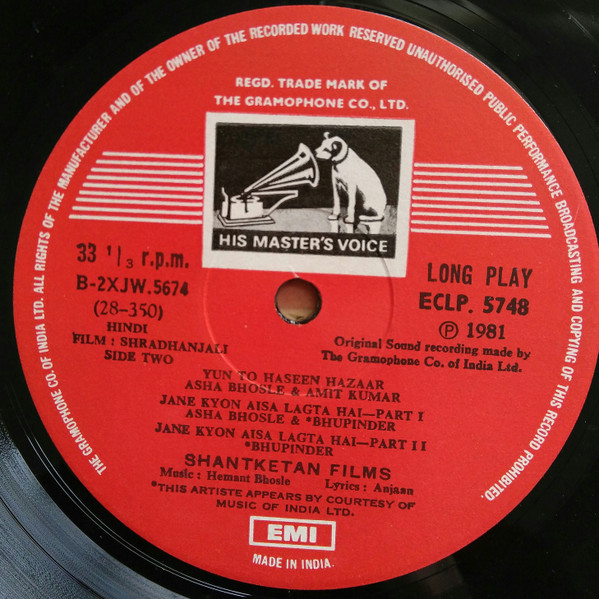 THE GRAMOPHONE CO. OF INDIA LTD. ALL RIGHTS OF THE MANUFACTURER AND OF THE OWNER OF THE RECORDED WORK RESERVED UNAUTHORISED PUBLIC PERFORMANCE BROADCASTING AND COPYING OF THIS RECORD PROHIBITED.
REGD. TRADE MARK OF
THE GRAMOPHONE CO., LTD.
HIS MASTER'S VOICE
33 1/3 r.p.m.
B-2XJW.5674
(28-350)
HINDI
FILM : SHRADHANJALI
SIDE TWO
LONG PLAY
ECLP. 5748
Ⓟ 1981
Original Sound recording made by
The Gramophone Co. of India Ltd.
YUN TO HASEEN HAZAAR
ASHA BHOSLE & AMIT KUMAR
JANE KYON AISA LAGTA HAI—PART I
ASHA BHOSLE & *BHUPINDER
JANE KYON AISA LAGTA HAI—PART II
*BHUPINDER
SHANTKETAN FILMS
Music : Hemant Bhosle Lyrics : Anjaan
*THIS ARTISTE APPEARS BY COURTESY OF
MUSIC OF INDIA LTD.
EMI
MADE IN INDIA.